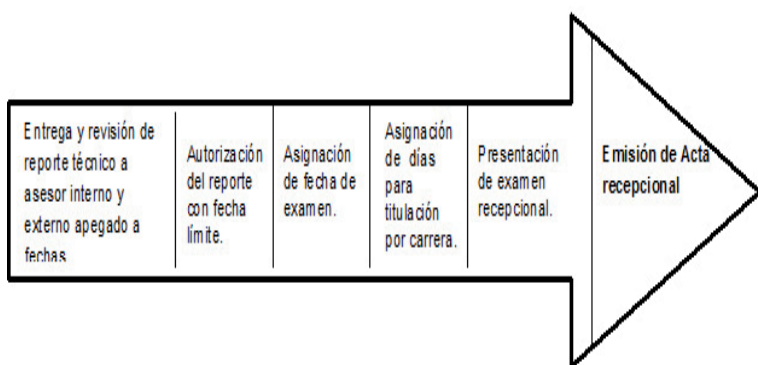 Entrega y revisión de
reporte técnico a
asesor interno y
externo apegado a
fechas
Autorización
del reporte
con fecha
límite.
Asignación
de fecha de
examen.
Asignación
de días
para
titulación
por carrera.
Presentación
de examen
recepcional.
Emisión de Acta
recepcional